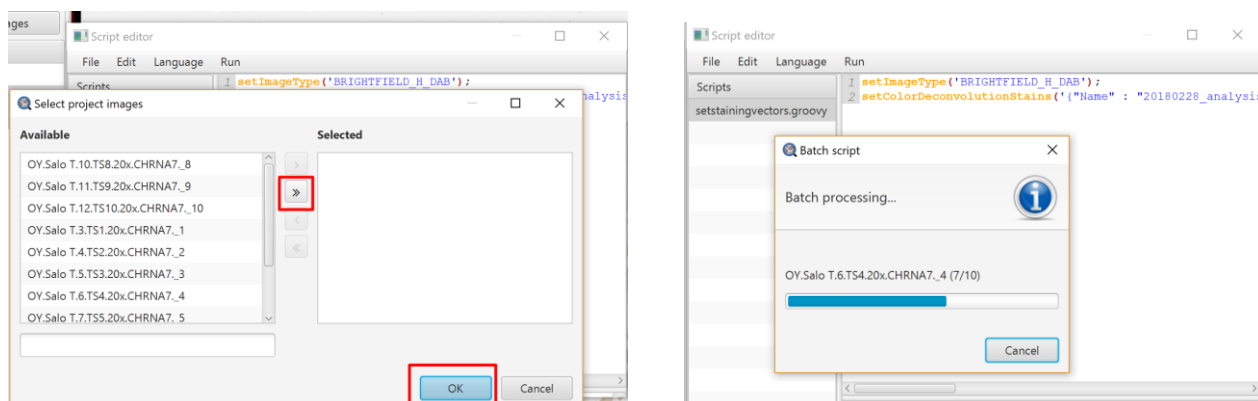 ages
Script editor
File Edit Language Run
Scripts
1 setImageType('BRIGHTFIELD_H_DAB');
alysis
Select project images
Available
Selected
OY.Salo T.10.TS8.20x.CHRNA7._8
OY.Salo T.11.TS9.20x.CHRNA7._9
OY.Salo T.12.TS10.20x.CHRNA7._10
OY.Salo T.3.TS1.20x.CHRNA7._1
OY.Salo T.4.TS2.20x.CHRNA7._2
OY.Salo T.5.TS3.20x.CHRNA7._3
OY.Salo T.6.TS4.20x.CHRNA7._4
OY.Salo T.7.TS5.20x.CHRNA7._5
>
»
<
«
OK
Cancel
Script editor
File Edit Language Run
Scripts
setstainingvectors.groovy
1 setImageType('BRIGHTFIELD_H_DAB');
2 setColorDeconvolutionStains('{"Name" : "20180228_analysi
Batch script
Batch processing...
OY.Salo T.6.TS4.20x.CHRNA7._4 (7/10)
Cancel